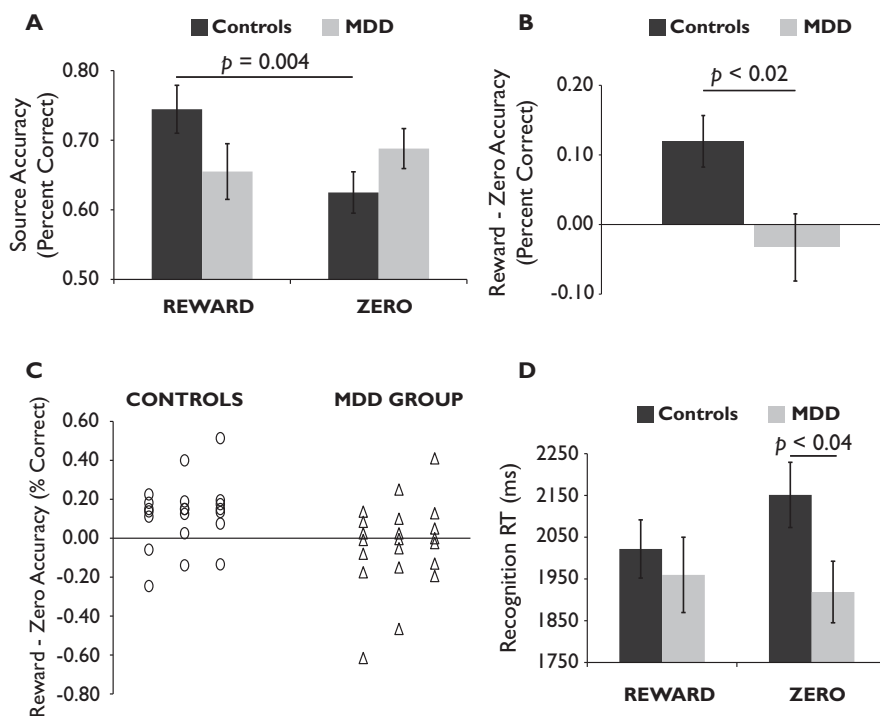 A
Controls MDD
p = 0.004
Source Accuracy
(Percent Correct)
0.80
0.70
0.60
0.50
REWARD ZERO
B
Controls MDD
p < 0.02
Reward - Zero Accuracy
(Percent Correct)
0.20
0.10
0.00
-0.10
C
CONTROLS MDD GROUP
Reward - Zero Accuracy (% Correct)
0.60
0.40
0.20
0.00
-0.20
-0.40
-0.60
-0.80
D
Controls MDD
p < 0.04
Recognition RT (ms)
2250
2150
2050
1950
1850
1750
REWARD ZERO